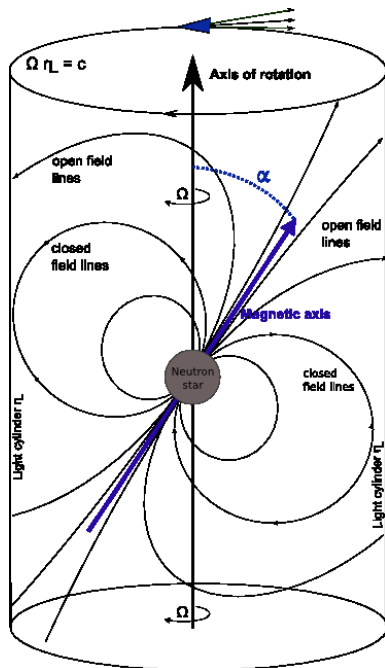 Ω r_L = c
Axis of rotation
open field
lines
α
Ω
open field
lines
closed
field lines
Magnetic axis
Neutron
star
closed
field lines
Light cylinder r_L
Light cylinder r_L
Ω